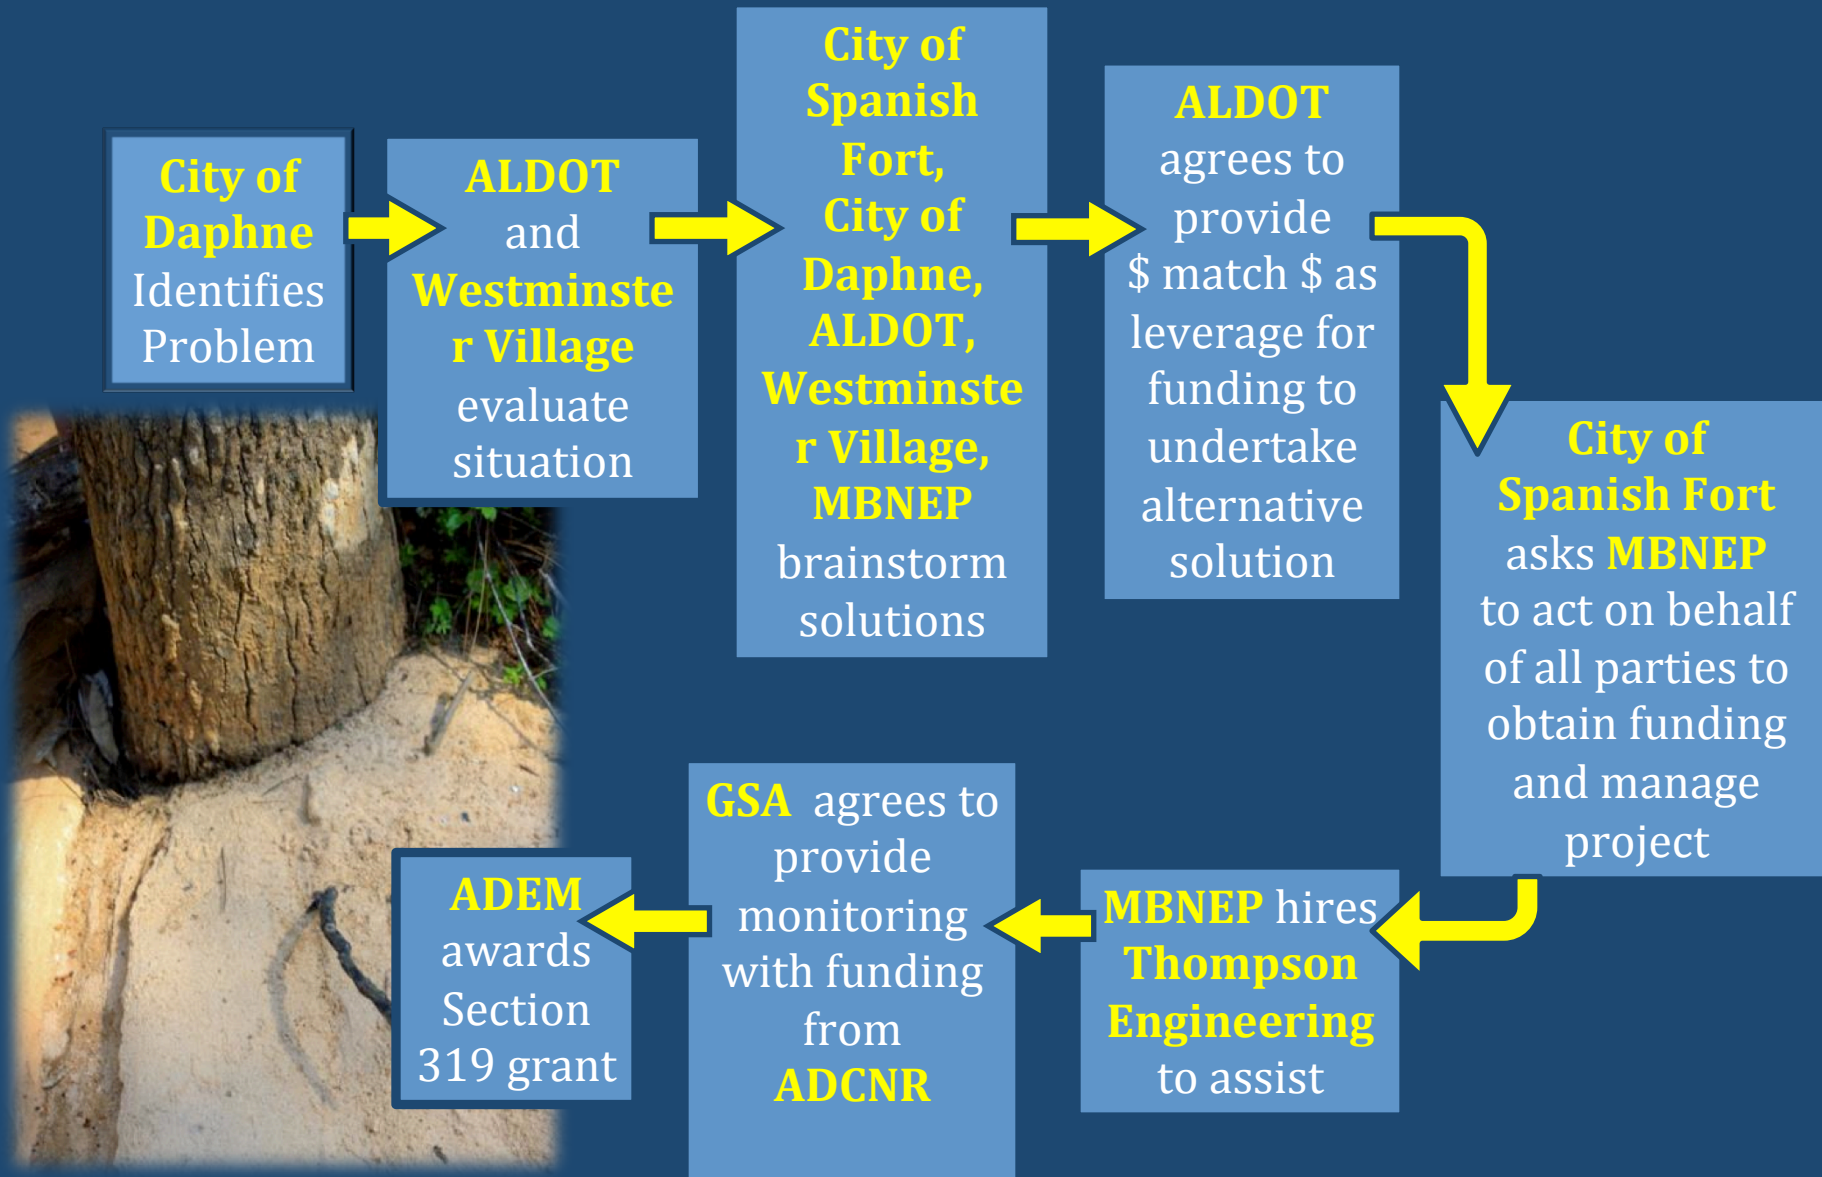 City of
Daphne
Identifies
Problem
ALDOT
and
Westminste
r Village
evaluate
situation
City of
Spanish
Fort,
City of
Daphne,
ALDOT,
Westminste
r Village,
MBNEP
brainstorm
solutions
ALDOT
agrees to
provide
$ match $ as
leverage for
funding to
undertake
alternative
solution
City of
Spanish Fort
asks MBNEP
to act on behalf
of all parties to
obtain funding
and manage
project
MBNEP hires
Thompson
Engineering
to assist
GSA agrees to
provide
monitoring
with funding
from
ADCNR
ADEM
awards
Section
319 grant